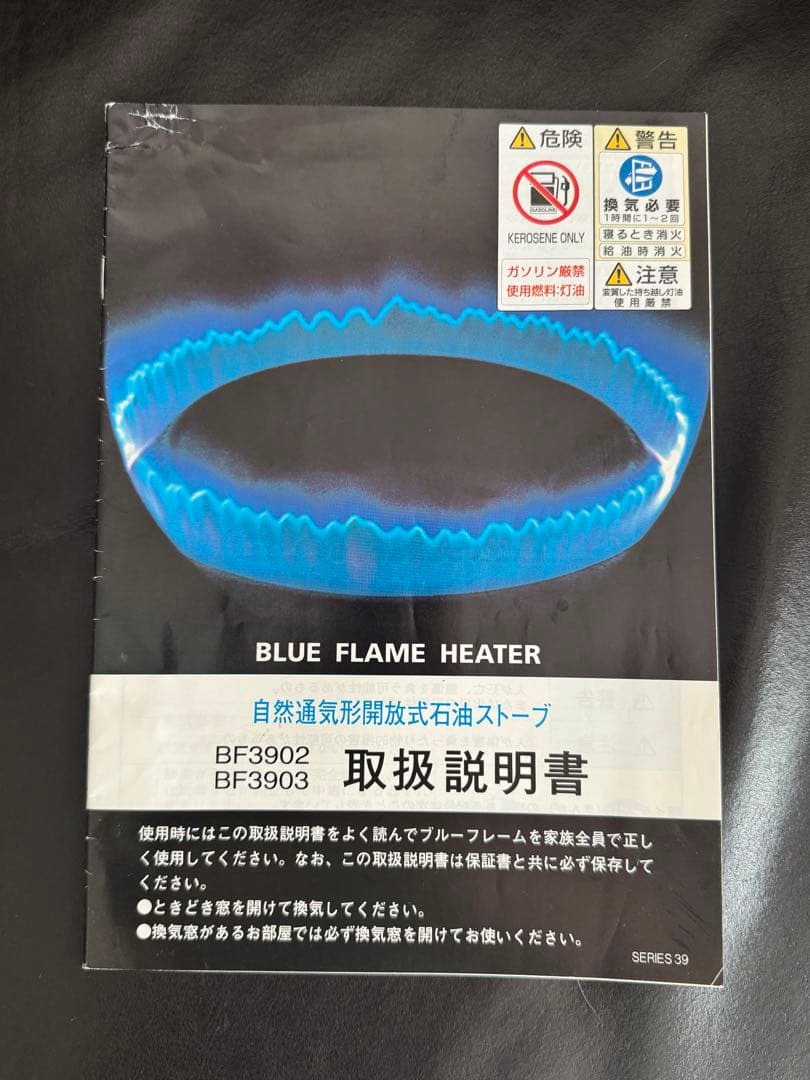 危険
GASOLINE
KEROSENE ONLY
ガソリン厳禁
使用燃料:灯油
警告
換気必要
1時間に1〜2回
寝るとき消火
給油時消火
注意
変質した持ち越し灯油
使用厳禁
BLUE FLAME HEATER
自然通気形開放式石油ストーブ
BF3902
BF3903
取扱説明書
使用時にはこの取扱説明書をよく読んでブルーフレームを家族全員で正し
く使用してください。なお、この取扱説明書は保証書と共に必ず保存して
ください。
●ときどき窓を開けて換気してください。
●換気窓があるお部屋では必ず換気窓を開けてお使いください。
SERIES 39